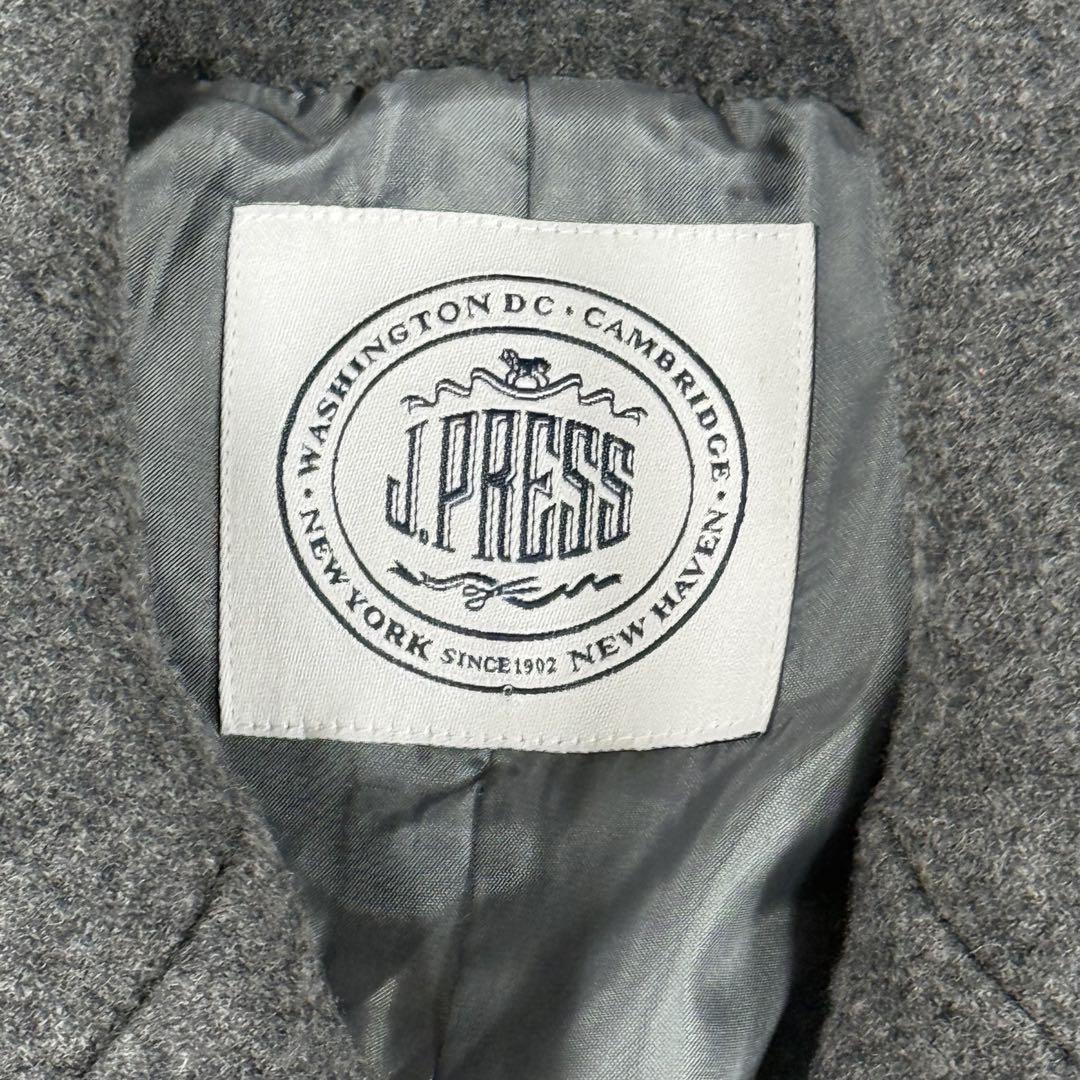 WASHINGTON DC • CAMBRIDGE • NEW HAVEN
J.PRESS
• NEW YORK SINCE 1902